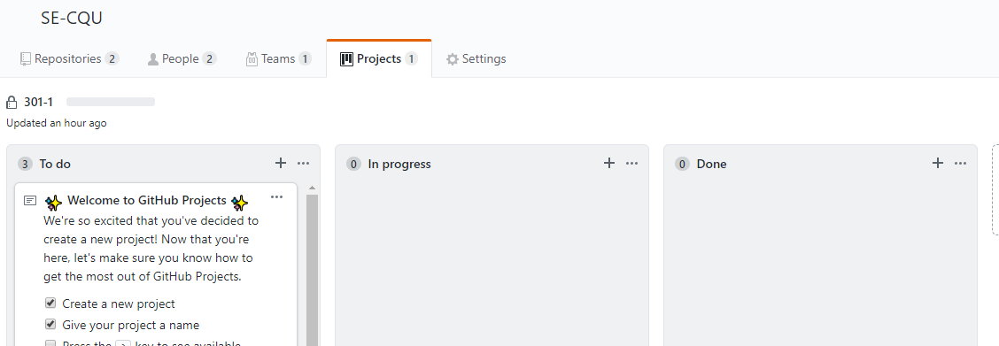 SE-CQU
Repositories 2 People 2 Teams 1 Projects 1 Settings
301-1
Updated an hour ago
3 To do
0 In progress
0 Done
Welcome to GitHub Projects
We're so excited that you've decided to
create a new project! Now that you're
here, let's make sure you know how to
get the most out of GitHub Projects.
Create a new project
Give your project a name
Press the ? key to see available